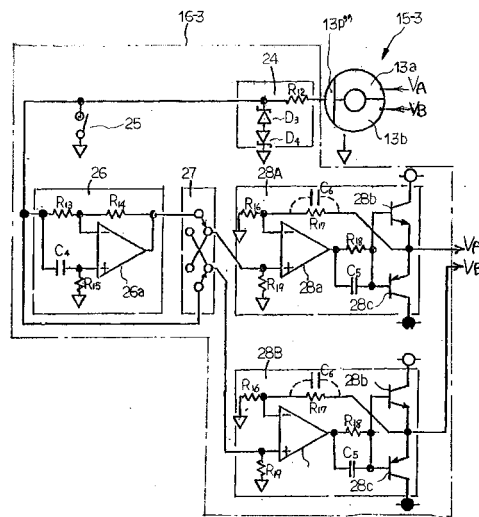 16-3
15-3
13p'''
13a
VA
VB
13b
24
R12
D3
D4
25
26
R13
R14
C4
R15
26a
27
28A
R16
C6
R17
28b
R18
R19
28a
C5
28c
VA
VB
28B
R16
C6
R17
28b
R18
R19
C5
28c